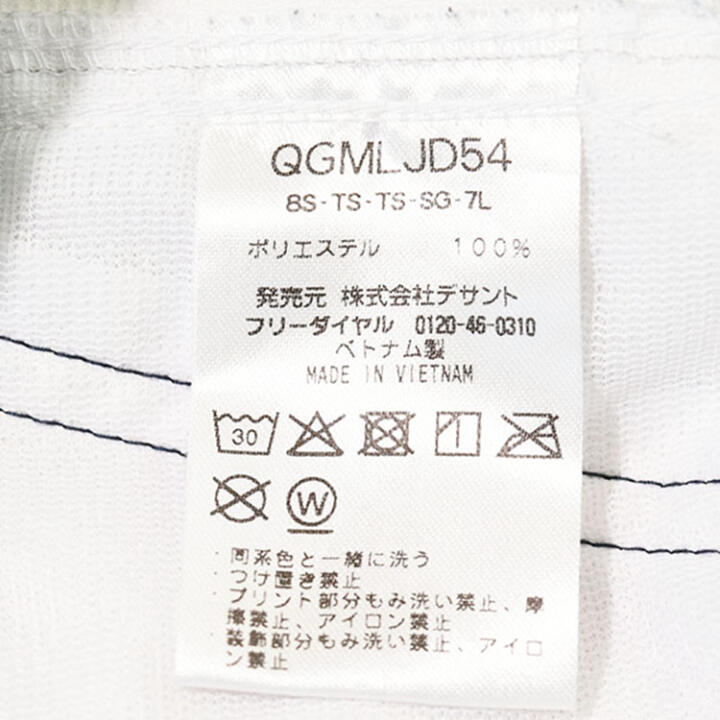 QGMLJD54
8S-TS-TS-SG-7L
ポリエステル 100%
発売元 株式会社デサント
フリーダイヤル 0120-46-0310
ベトナム製
MADE IN VIETNAM
30
W
・同系色と一緒に洗う
・つけ置き禁止
・プリント部分もみ洗い禁止、摩
擦禁止、アイロン禁止
・装飾部分もみ洗い禁止、アイロ
ン禁止